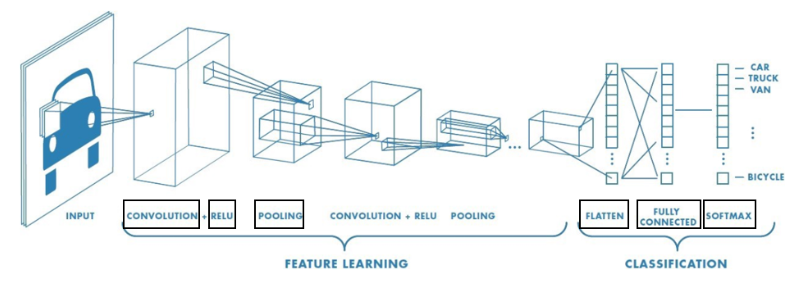 CAR
TRUCK
VAN
BICYCLE
INPUT
CONVOLUTION + RELU
POOLING
CONVOLUTION + RELU
POOLING
FLATTEN
FULLY
CONNECTED
SOFTMAX
FEATURE LEARNING
CLASSIFICATION